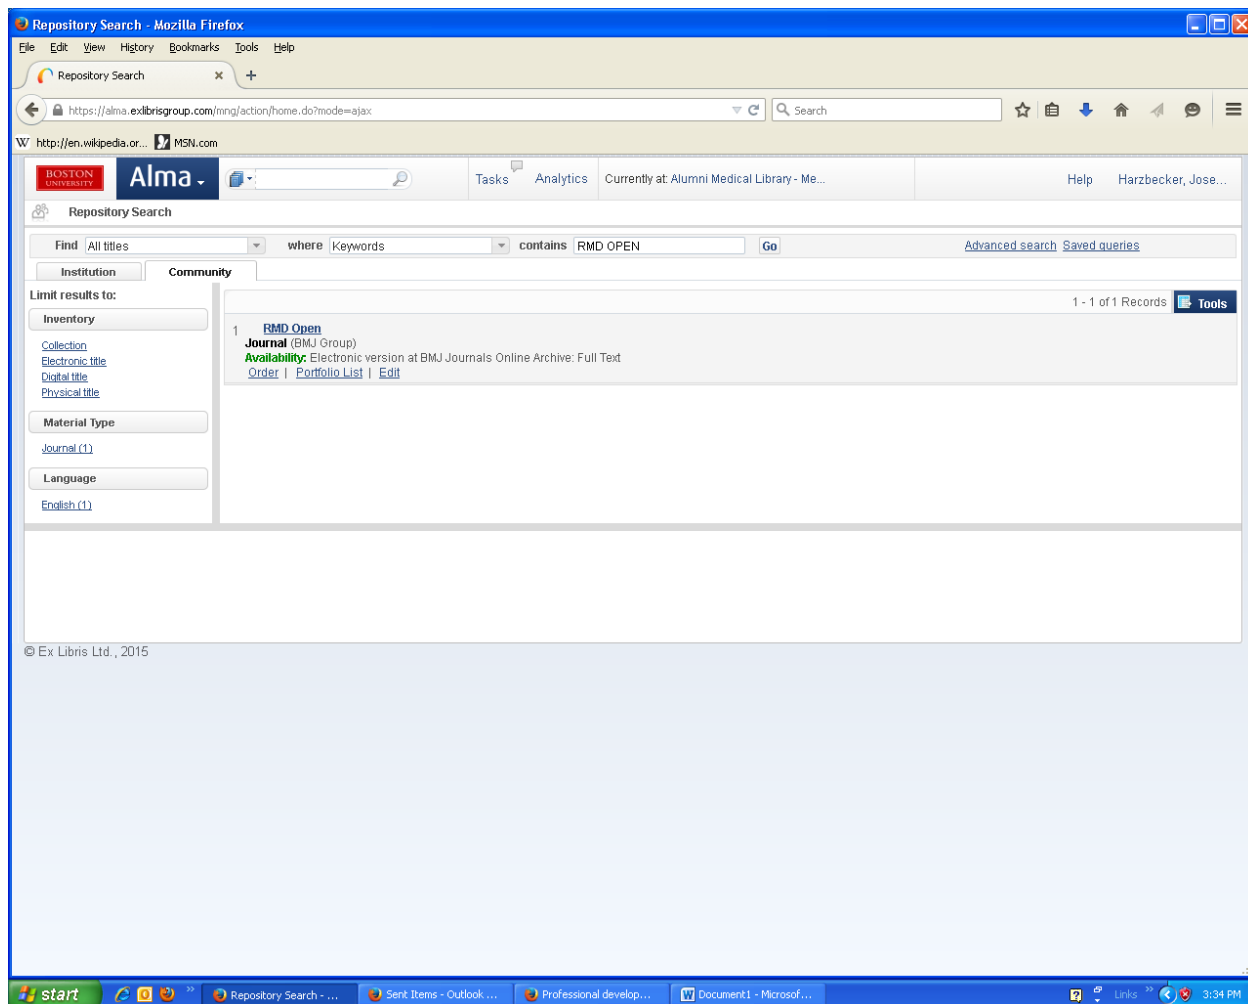 Repository Search - Mozilla Firefox
File Edit View History Bookmarks Tools Help
Repository Search × +
https://alma.exlibrisgroup.com/mng/action/home.do?mode=ajax Search
W http://en.wikipedia.or... MSN.com
BOSTON UNIVERSITY Alma Tasks Analytics Currently at: Alumni Medical Library - Me... Help Harzbecker, Jose...
Repository Search
Find All titles where Keywords contains RMD OPEN Go Advanced search Saved queries
Institution Community
Limit results to:
1 - 1 of 1 Records Tools
Inventory
Collection
Electronic title
Digital title
Physical title
Material Type
Journal (1)
Language
English (1)
1 RMD Open
Journal (BMJ Group)
Availability: Electronic version at BMJ Journals Online Archive: Full Text
Order | Portfolio List | Edit
© Ex Libris Ltd., 2015
start Repository Search - ... Sent Items - Outlook ... Professional develop... Document1 - Microsof... Links 3:34 PM